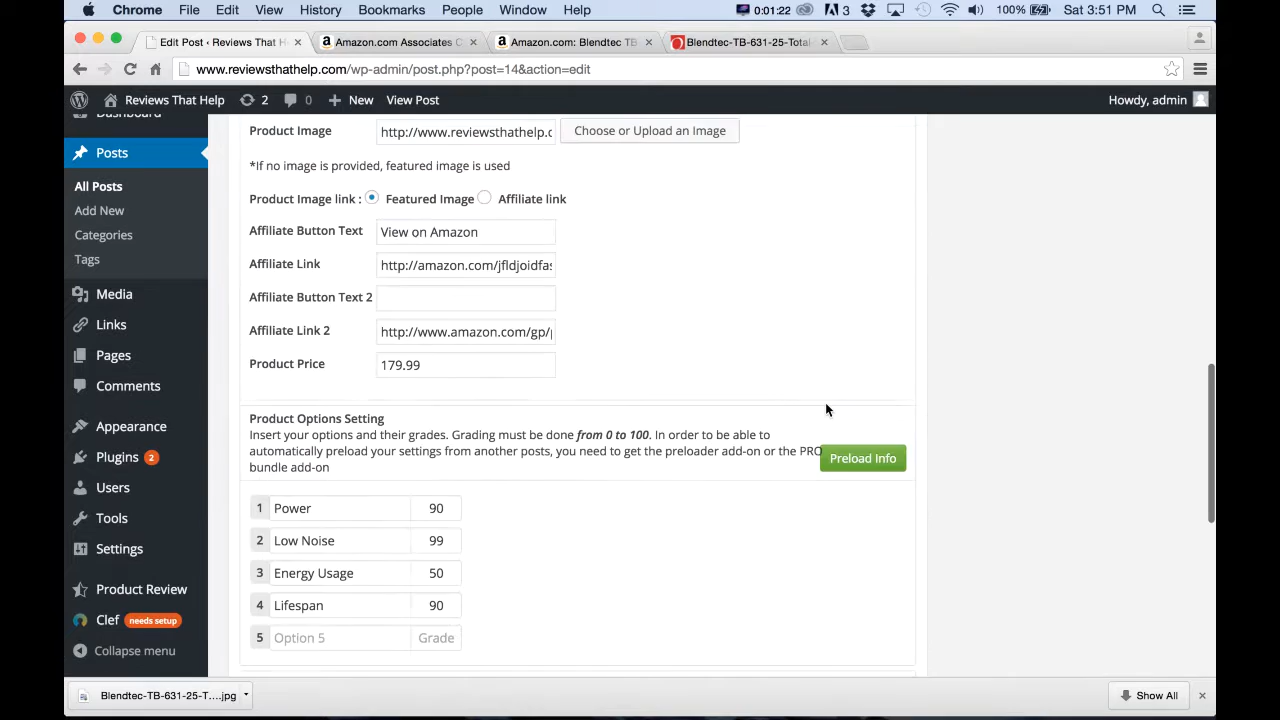 Chrome File Edit View History Bookmarks People Window Help 00:01:22 3 100% Sat 3:51 PM
Edit Post ‹ Reviews That H Amazon.com Associates C Amazon.com: Blendtec TB Blendtec-TB-631-25-Total
www.reviewsthathelp.com/wp-admin/post.php?post=14&action=edit
Reviews That Help 2 0 New View Post Howdy, admin
Dashboard
Posts
All Posts
Add New
Categories
Tags
Media
Links
Pages
Comments
Appearance
Plugins 2
Users
Tools
Settings
Product Review
Clef needs setup
Collapse menu
Product Image http://www.reviewsthathelp.c Choose or Upload an Image
*If no image is provided, featured image is used
Product Image link : Featured Image Affiliate link
Affiliate Button Text View on Amazon
Affiliate Link http://amazon.com/jfldjoidfas
Affiliate Button Text 2
Affiliate Link 2 http://www.amazon.com/gp/
Product Price 179.99
Product Options Setting
Insert your options and their grades. Grading must be done from 0 to 100. In order to be able to
automatically preload your settings from another posts, you need to get the preloader add-on or the PRO
bundle add-on
Preload Info
1 Power 90
2 Low Noise 99
3 Energy Usage 50
4 Lifespan 90
5 Option 5 Grade
Blendtec-TB-631-25-T....jpg Show All